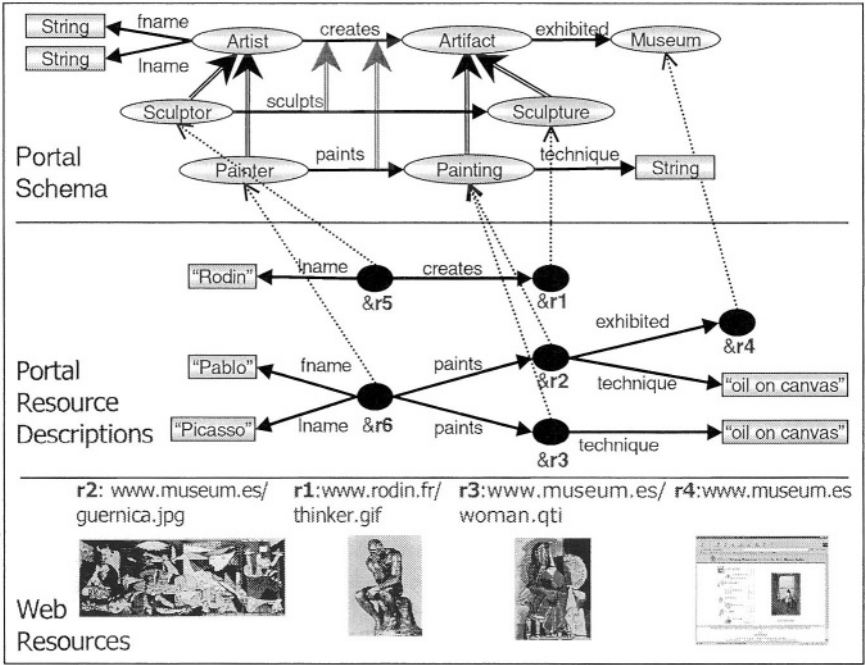 String
fname
Artist
creates
Artifact
exhibited
Museum
String
lname
Sculptor
sculpts
Sculpture
Portal
Schema
Painter
paints
Painting
technique
String
"Rodin"
lname
creates
&r5
&r1
exhibited
&r4
Portal
Resource
Descriptions
"Pablo"
fname
paints
&r2
technique
"oil on canvas"
"Picasso"
lname
&r6
paints
&r3
technique
"oil on canvas"
r2: www.museum.es/
guernica.jpg
r1:www.rodin.fr/
thinker.gif
r3:www.museum.es/
woman.qti
r4:www.museum.es
Web
Resources